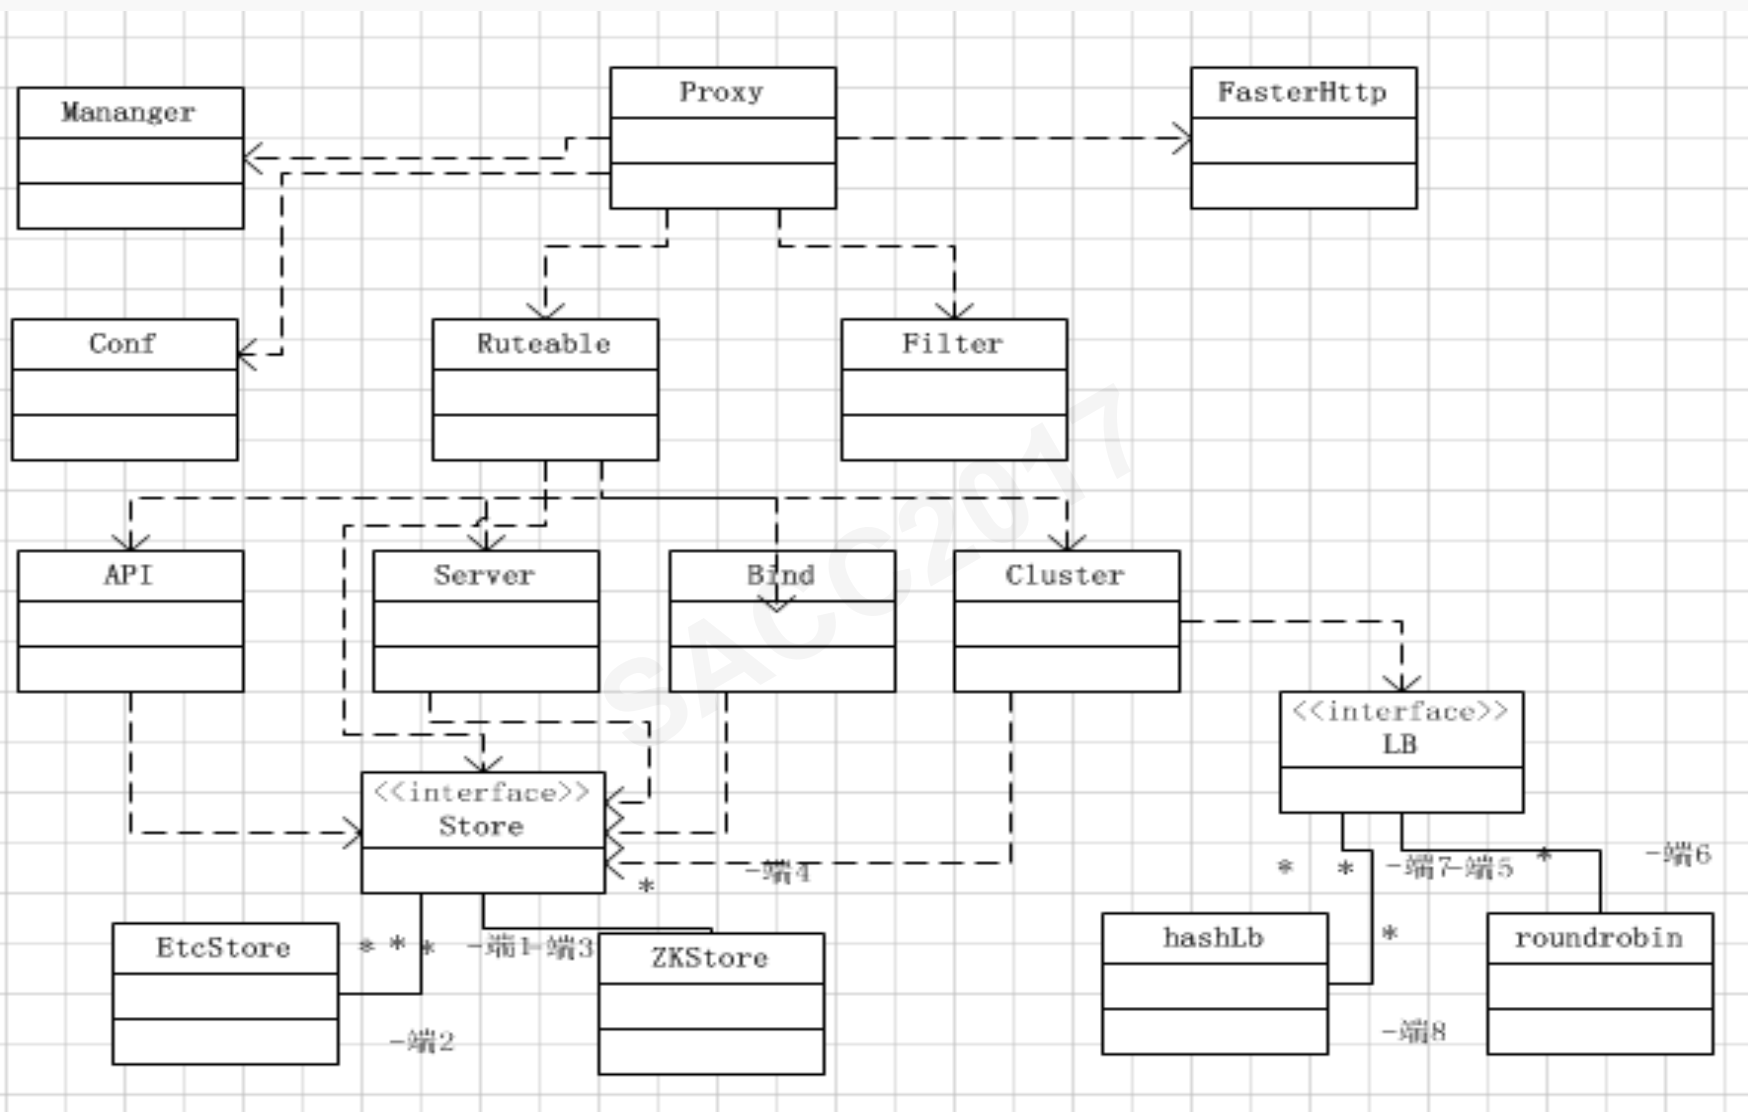 Mananger
Proxy
FasterHttp
Conf
Ruteable
Filter
API
Server
Bind
Cluster
<<interface>>
LB
<<interface>>
Store
*
-端4
*
*
-端7
-端5
*
-端6
EtcStore
*
*
*
-端1
-端3
ZKStore
hashLb
*
roundrobin
-端2
-端8
SACC2017